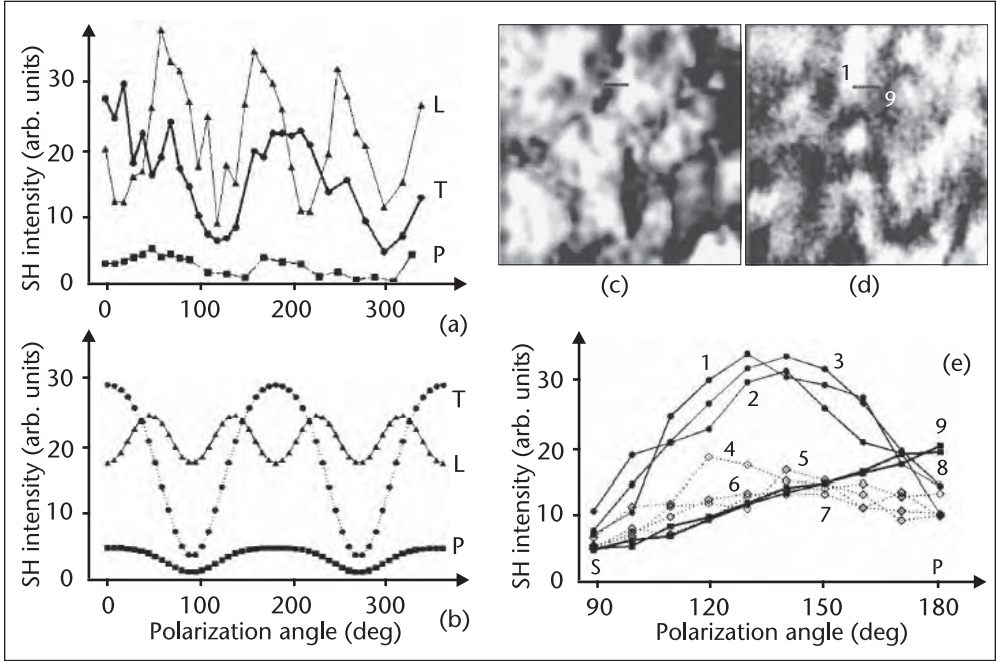 SH intensity (arb. units)
30
20
10
0
L
T
P
0 100 200 300
(a)
(c)
1
9
(d)
SH intensity (arb. units)
30
20
10
0
T
L
P
0 100 200 300
Polarization angle (deg)
(b)
SH intensity (arb. units)
30
20
10
0
(e)
1
2
3
4
5
6
7
8
9
S
P
90 120 150 180
Polarization angle (deg)